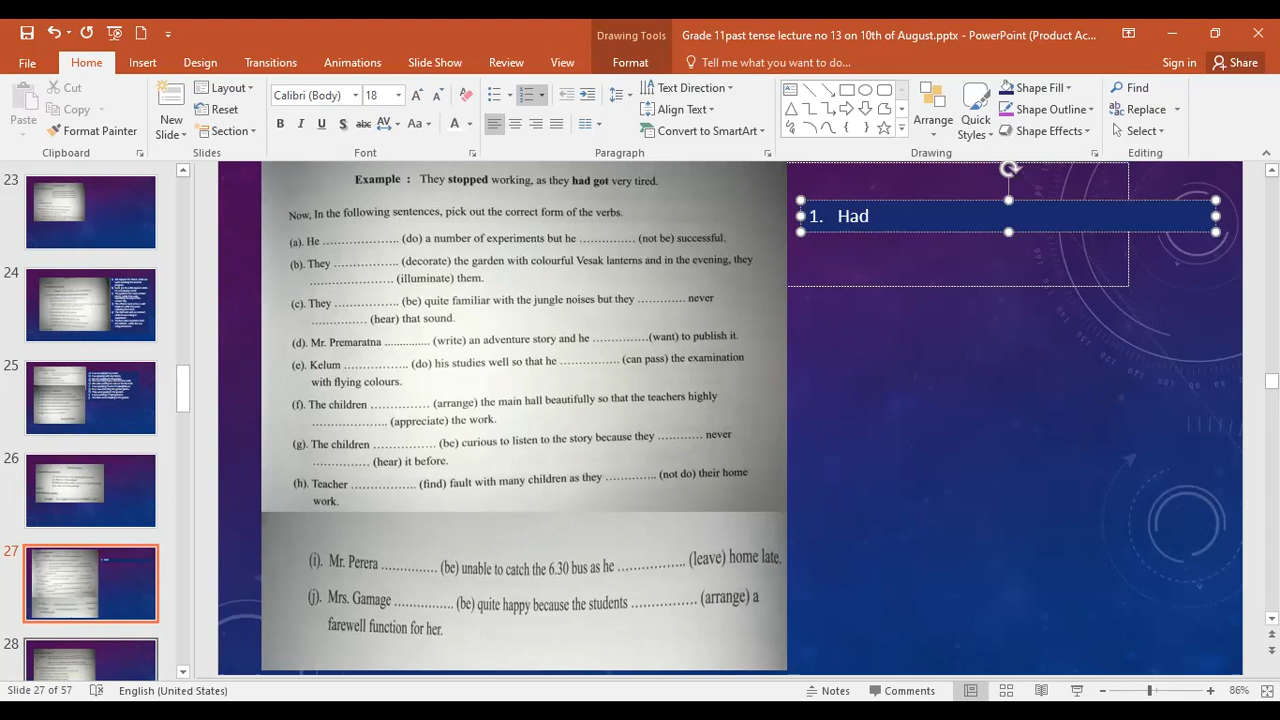 Drawing Tools
Grade 11past tense lecture no 13 on 10th of August.pptx - PowerPoint (Product Ac...
File Home Insert Design Transitions Animations Slide Show Review View Format Tell me what you want to do... Sign in Share
Cut
Copy
Format Painter
Paste
Clipboard
New Slide
Layout
Reset
Section
Slides
Calibri (Body) 18
B I U S abc AV Aa A
Font
Text Direction
Align Text
Convert to SmartArt
Paragraph
Arrange
Quick Styles
Shape Fill
Shape Outline
Shape Effects
Drawing
Find
Replace
Select
Editing
23
24
25
26
27
28
Example : They stopped working, as they had got very tired.
Now, In the following sentences, pick out the correct form of the verbs.
(a). He ........................ (do) a number of experiments but he ................. (not be) successful.
(b). They .................... (decorate) the garden with colourful Vesak lanterns and in the evening, they
........................... (illuminate) them.
(c). They .................... (be) quite familiar with the jungle noises but they ............... never
................. (hear) that sound.
(d). Mr. Premaratna ............... (write) an adventure story and he .................(want) to publish it.
(e). Kelum .................... (do) his studies well so that he .................. (can pass) the examination
with flying colours.
(f). The children .................. (arrange) the main hall beautifully so that the teachers highly
....................... (appreciate) the work.
(g). The children ................... (be) curious to listen to the story because they .............. never
.................. (hear) it before.
(h). Teacher .................... (find) fault with many children as they ................ (not do) their home
work.
(i). Mr. Perera ................ (be) unable to catch the 6.30 bus as he ................... (leave) home late.
(j). Mrs. Gamage ................ (be) quite happy because the students ................... (arrange) a
farewell function for her.
1. Had
Slide 27 of 57 English (United States) Notes Comments 86%